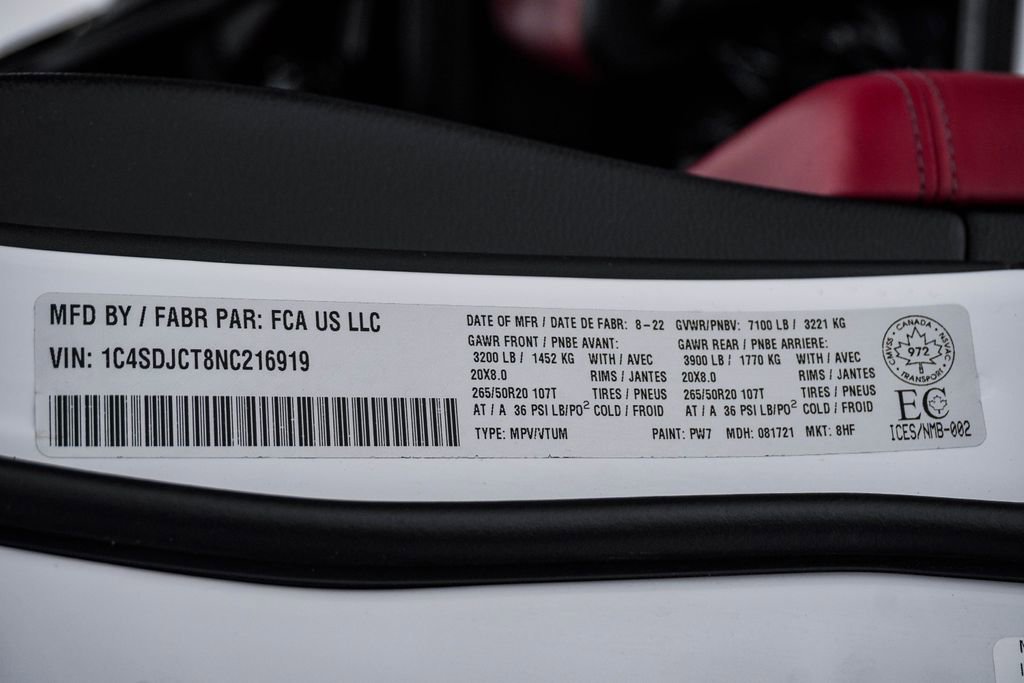 MFD BY / FABR PAR: FCA US LLC
VIN: 1C4SDJCT8NC216919
DATE OF MFR / DATE DE FABR: 8-22 GVWR/PNBV: 7100 LB / 3221 KG
GAWR FRONT / PNBE AVANT: GAWR REAR / PNBE ARRIERE:
3200 LB / 1452 KG WITH / AVEC 3900 LB / 1770 KG WITH / AVEC
20X8.0 RIMS / JANTES 20X8.0 RIMS / JANTES
265/50R20 107T TIRES / PNEUS 265/50R20 107T TIRES / PNEUS
AT / A 36 PSI LB/PO² COLD / FROID AT / A 36 PSI LB/PO² COLD / FROID
TYPE: MPV/VTUM PAINT: PW7 MDH: 081721 MKT: 8HF
CANADA
CMVSS 972 NSVAC
TRANSPORT
EC
ICES/NMB-002